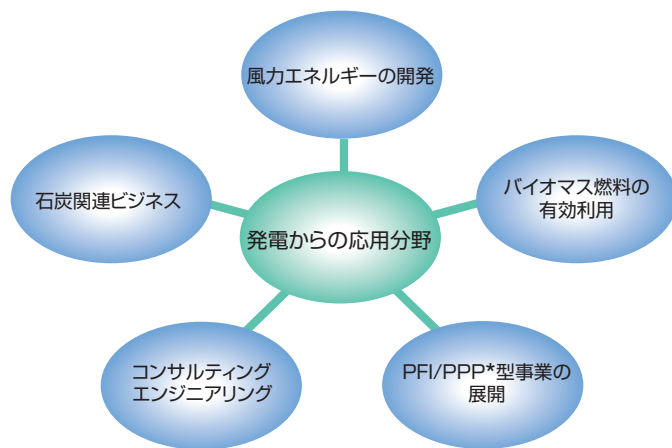 風力エネルギーの開発
石炭関連ビジネス
バイオマス燃料の
有効利用
発電からの応用分野
コンサルティング
エンジニアリング
PFI/PPP*型事業の
展開